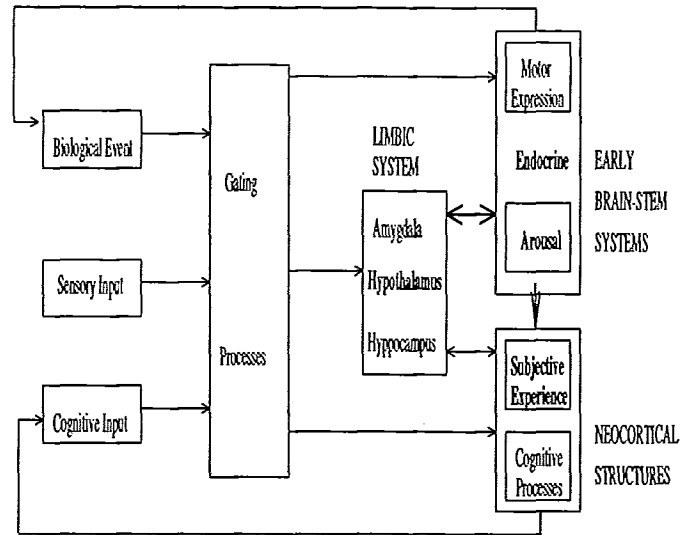 Biological Event
Sensory Input
Cognitive Input
Gating
Processes
LIMBIC
SYSTEM
Amygdala
Hypothalamus
Hyppocampus
Motor
Expression
Endocrine
Arousal
EARLY
BRAIN-STEM
SYSTEMS
Subjective
Experience
Cognitive
Processes
NEOCORTICAL
STRUCTURES